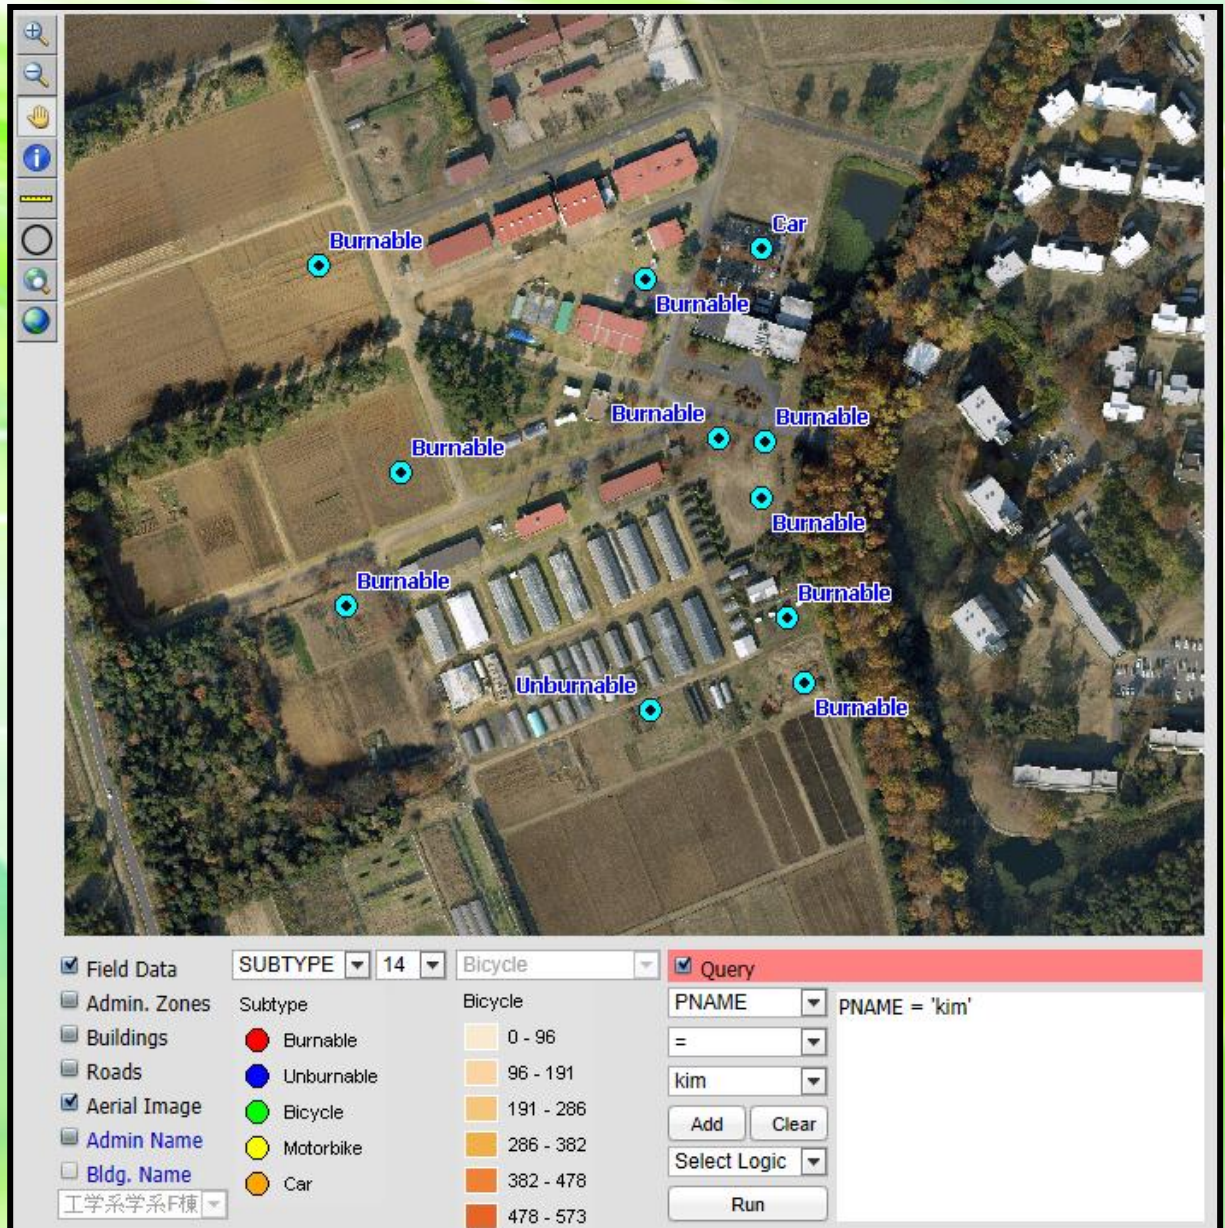 Car
Burnable
Burnable
Burnable
Burnable
Burnable
Burnable
Burnable
Burnable
Unburnable
Burnable
Field Data
Admin. Zones
Buildings
Roads
Aerial Image
Admin Name
Bldg. Name
工学系学系F棟
SUBTYPE 14 Bicycle
Subtype
Burnable
Unburnable
Bicycle
Motorbike
Car
Bicycle
0 - 96
96 - 191
191 - 286
286 - 382
382 - 478
478 - 573
Query
PNAME
=
kim
Add Clear
Select Logic
Run
PNAME = 'kim'